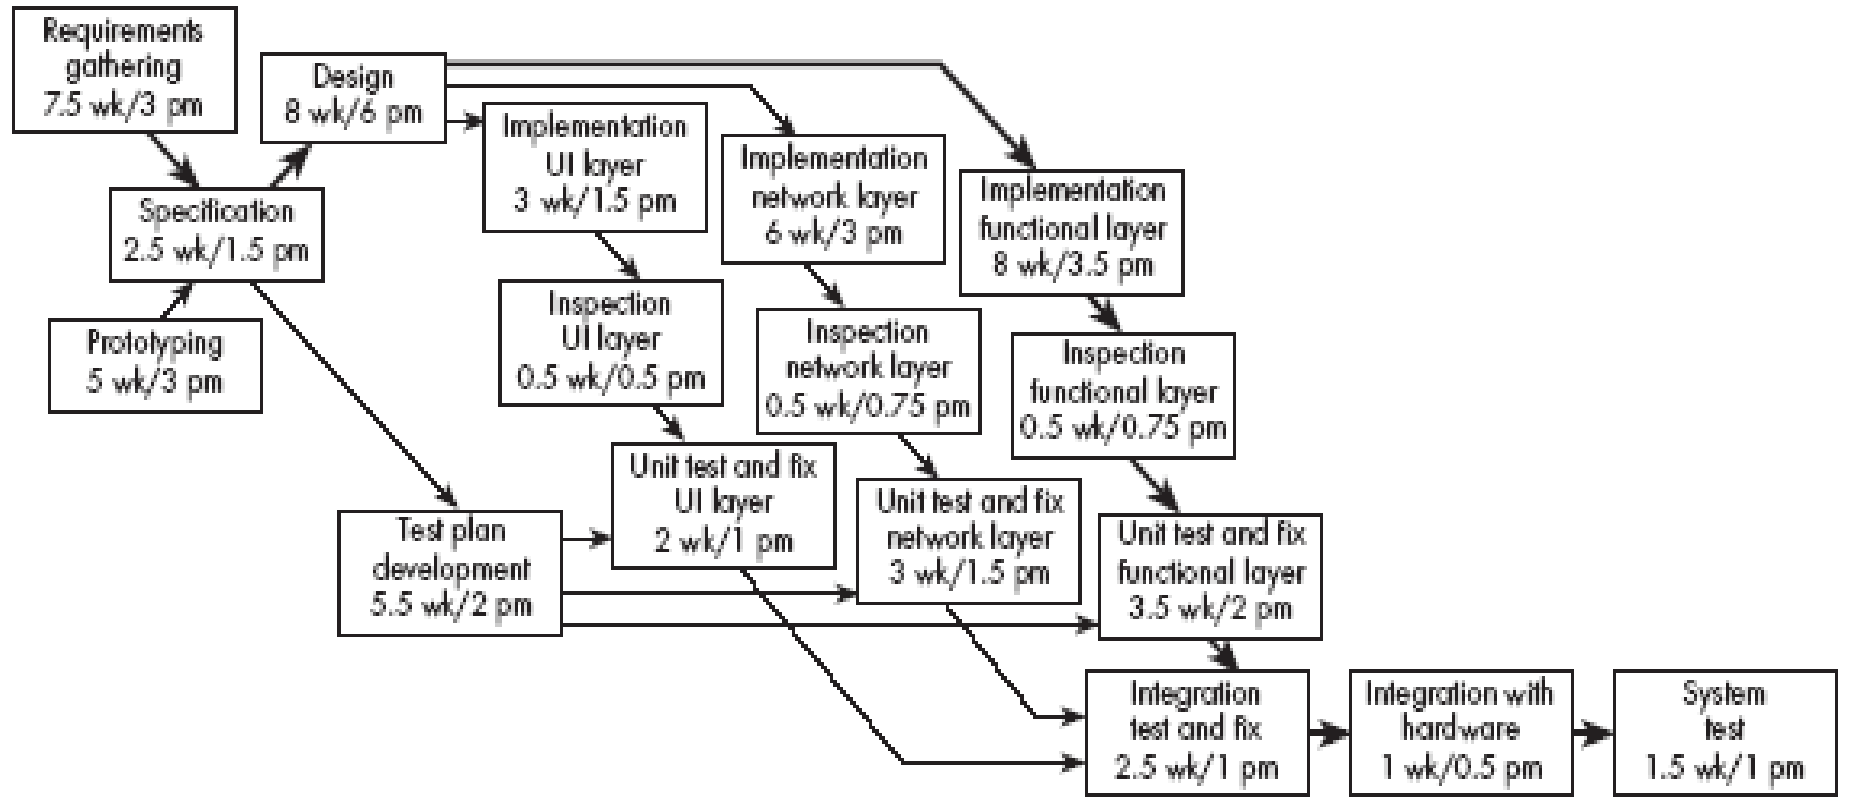 Requirements
gathering
7.5 wk/3 pm
Design
8 wk/6 pm
Specification
2.5 wk/1.5 pm
Prototyping
5 wk/3 pm
Implementation
UI layer
3 wk/1.5 pm
Implementation
network layer
6 wk/3 pm
Implementation
functional layer
8 wk/3.5 pm
Inspection
UI layer
0.5 wk/0.5 pm
Inspection
network layer
0.5 wk/0.75 pm
Inspection
functional layer
0.5 wk/0.75 pm
Unit test and fix
UI layer
2 wk/1 pm
Unit test and fix
network layer
3 wk/1.5 pm
Unit test and fix
functional layer
3.5 wk/2 pm
Test plan
development
5.5 wk/2 pm
Integration
test and fix
2.5 wk/1 pm
Integration with
hardware
1 wk/0.5 pm
System
test
1.5 wk/1 pm